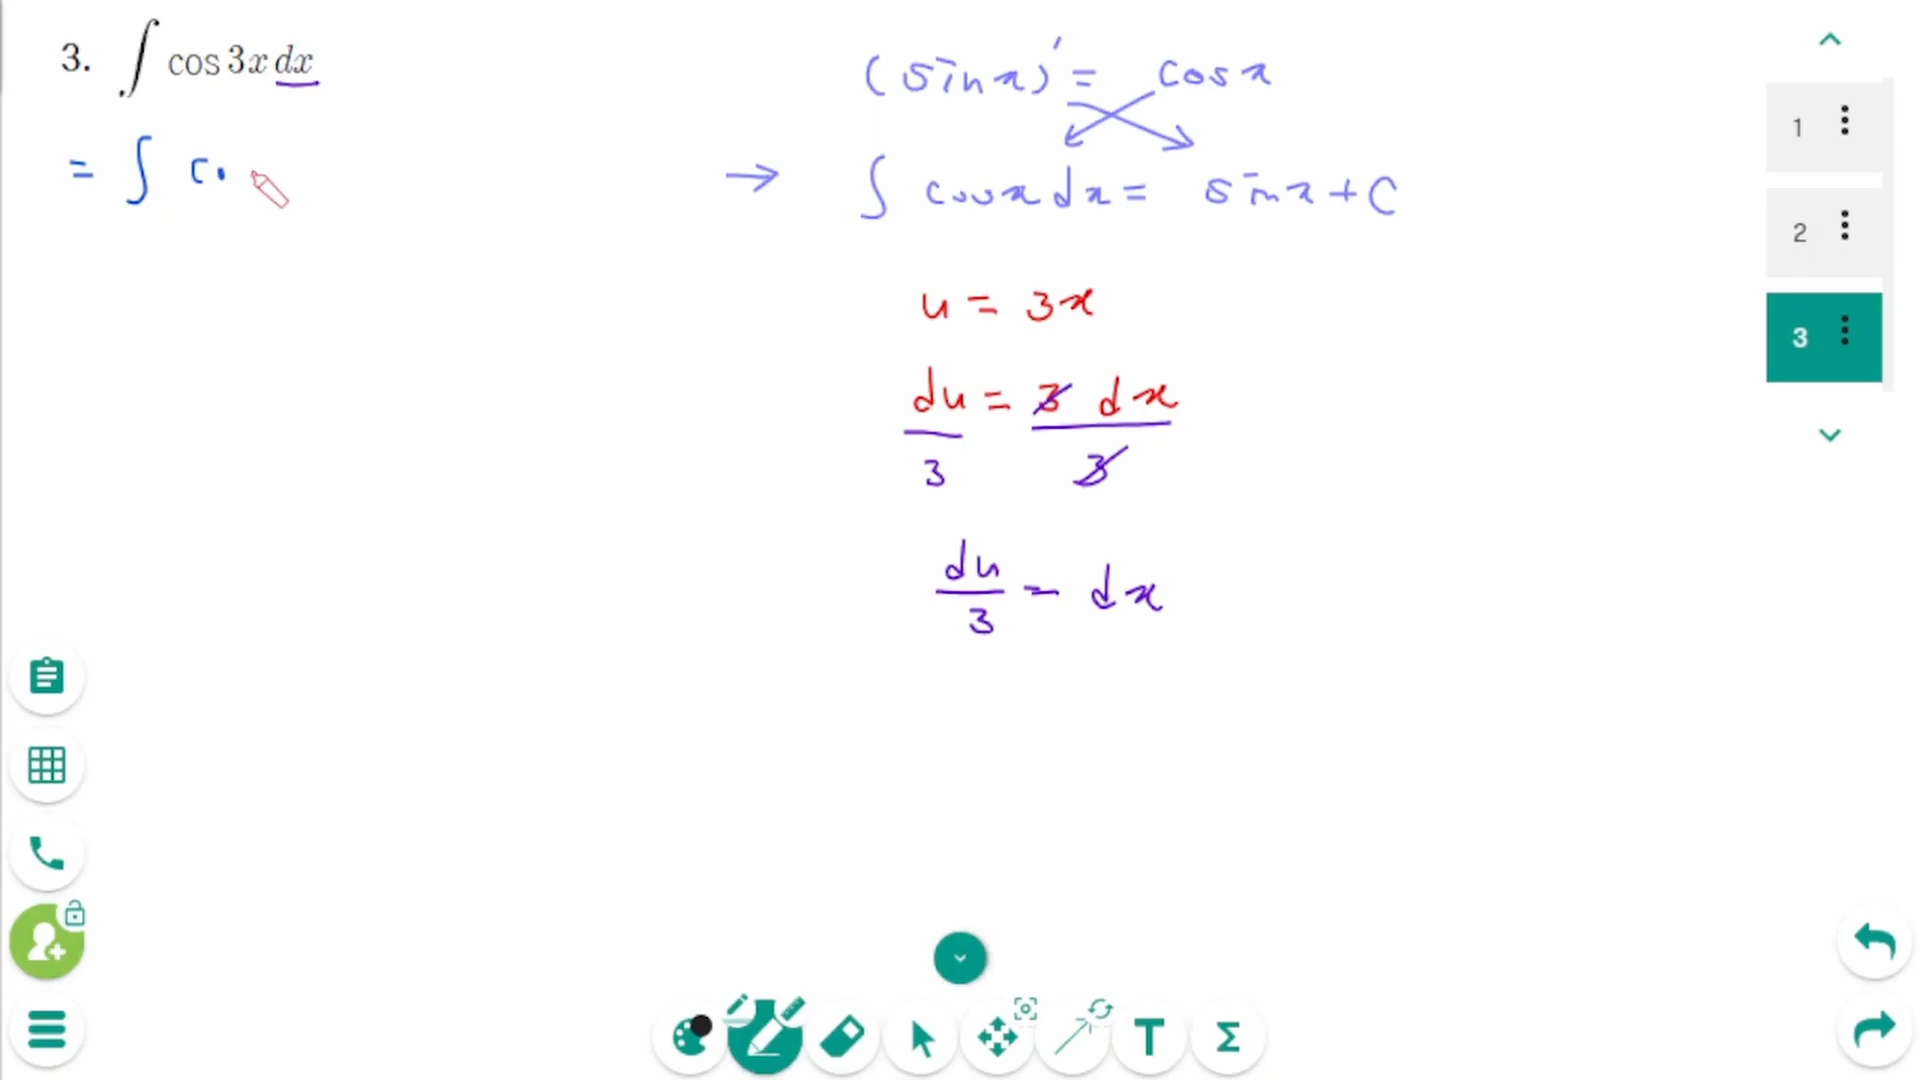 3. ∫ cos 3x dx
= ∫ co
(sin x)' = cos x
→ ∫ cos x dx = sin x + C
u = 3x
du/3 = 3 dx/3
du/3 = dx
1
2
3
T
Σ